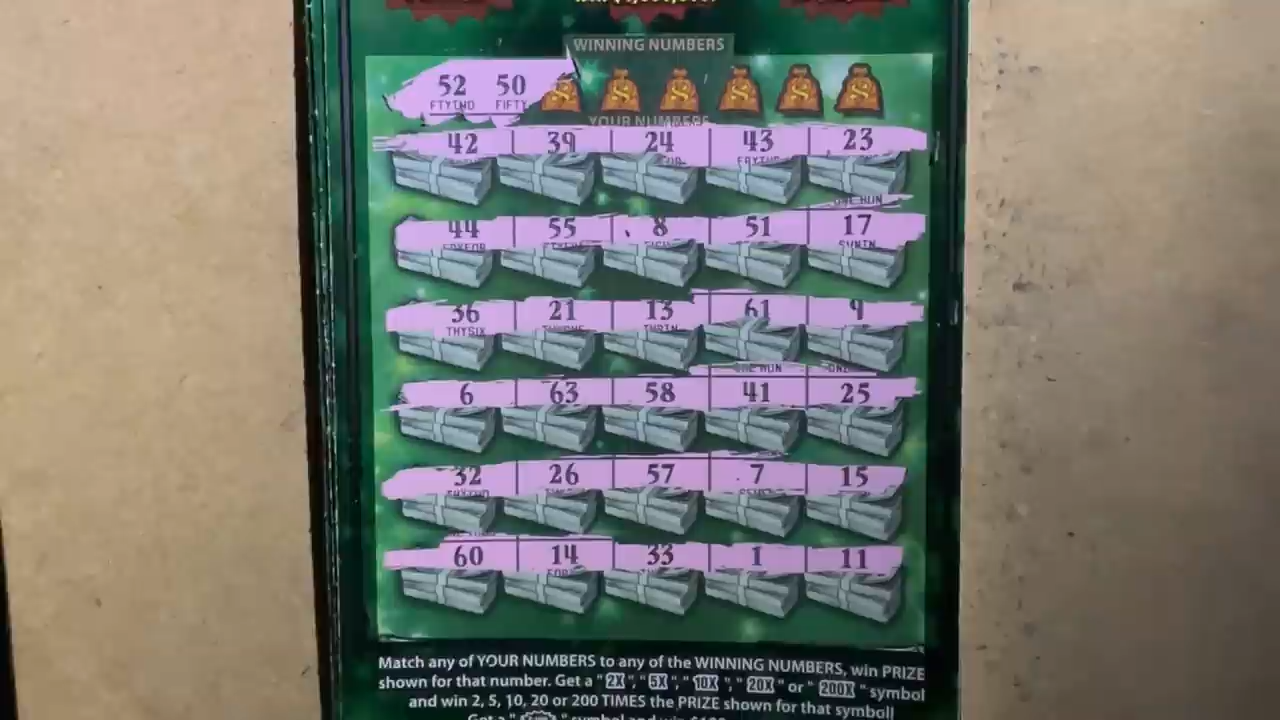 WINNING NUMBERS
52 50
FTYTWO FIFTY
YOUR NUMBERS
42 39 24 43 23
44 55 8 51 17
36 21 13 61 9
THYSIX
6 63 58 41 25
32 26 57 7 15
60 14 33 1 11
Match any of YOUR NUMBERS to any of the WINNING NUMBERS, win PRIZE
shown for that number. Get a "2X", "5X", "10X", "20X" or "200X" symbol
and win 2, 5, 10, 20 or 200 TIMES the PRIZE shown for that symbol!